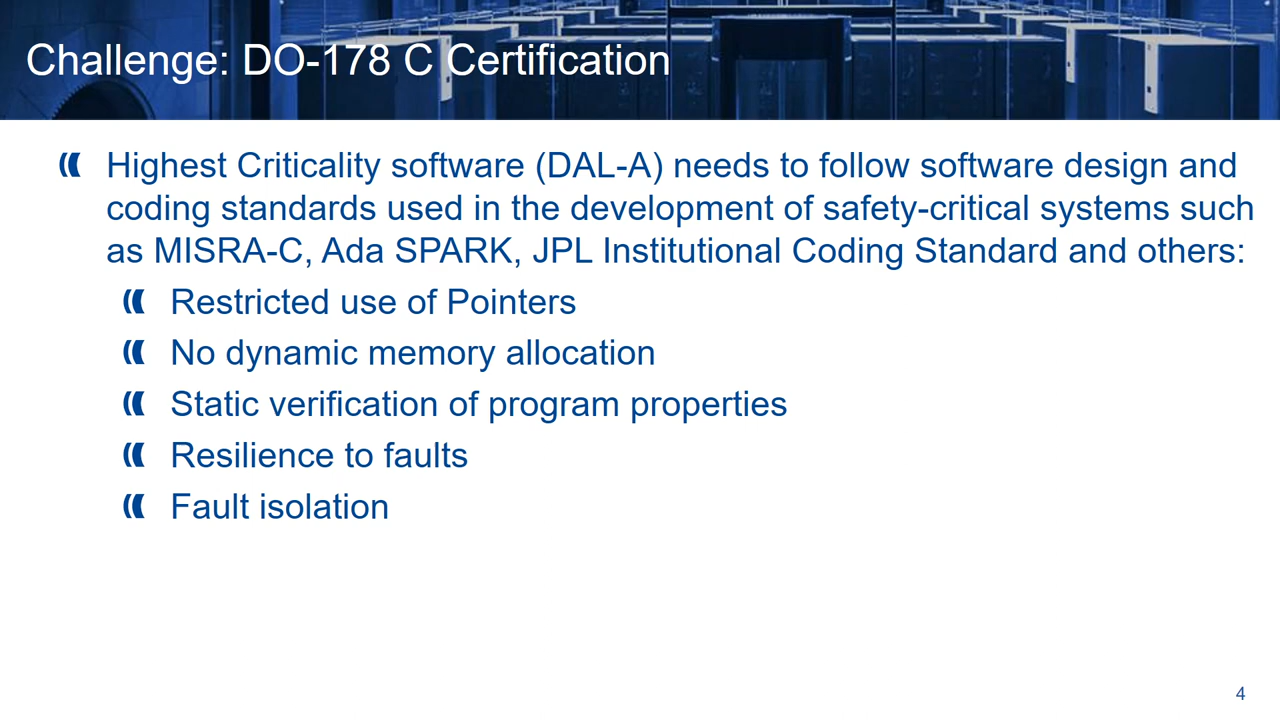 Challenge: DO-178 C Certification
Highest Criticality software (DAL-A) needs to follow software design and
coding standards used in the development of safety-critical systems such
as MISRA-C, Ada SPARK, JPL Institutional Coding Standard and others:
Restricted use of Pointers
No dynamic memory allocation
Static verification of program properties
Resilience to faults
Fault isolation
4